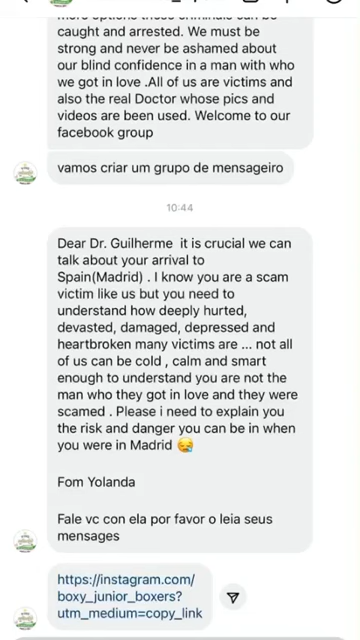 more options these criminals can be
caught and arrested. We must be
strong and never be ashamed about
our blind confidence in a man with who
we got in love .All of us are victims and
also the real Doctor whose pics and
videos are been used. Welcome to our
facebook group
vamos criar um grupo de mensageiro
10:44
Dear Dr. Guilherme it is crucial we can
talk about your arrival to
Spain(Madrid) . I know you are a scam
victim like us but you need to
understand how deeply hurted,
devasted, damaged, depressed and
heartbroken many victims are ... not all
of us can be cold , calm and smart
enough to understand you are not the
man who they got in love and they were
scamed . Please i need to explain you
the risk and danger you can be in when
you were in Madrid 😪
Fom Yolanda
Fale vc con ela por favor o leia seus
mensages
https://instagram.com/
boxy_junior_boxers?
utm_medium=copy_link